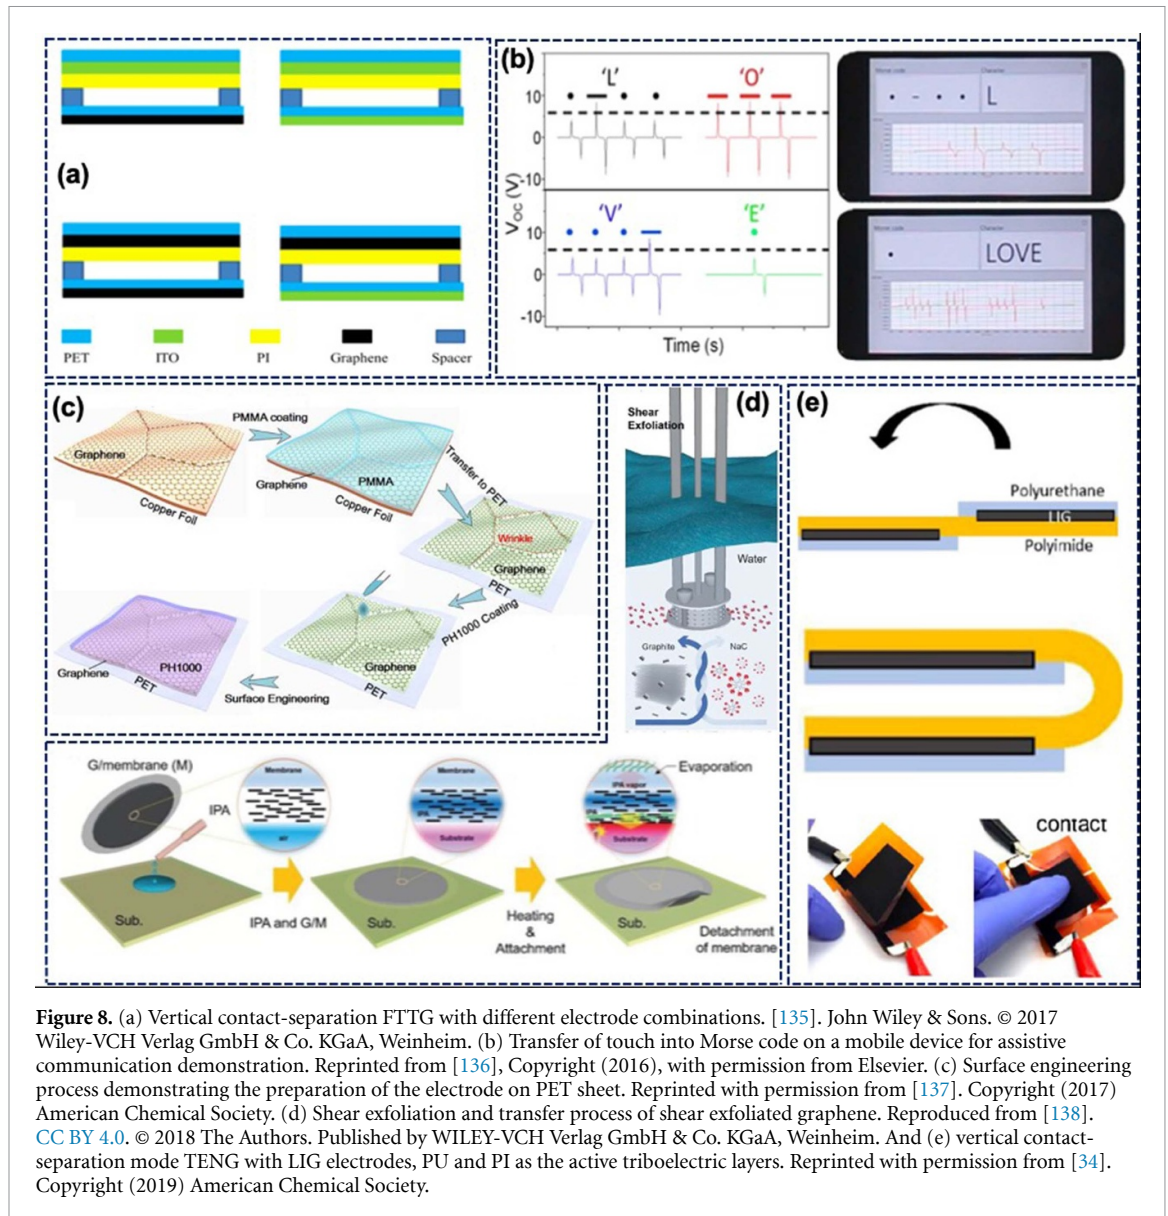 (a)
PET ITO PI Graphene Spacer
(b)
V_OC (V)
10
0
-10
10
0
-10
'L'
'O'
'V'
'E'
Time (s)
Morse code Character
L
Character
LOVE
(c)
Graphene
Copper Foil
PMMA coating
Graphene
PMMA
Copper Foil
Transfer to PET
Wrinkle
Graphene
PET
PH1000 Coating
Graphene
PET
Surface Engineering
Graphene
PH1000
PET
(d)
Shear
Exfoliation
Water
Graphite
NaC
G/membrane (M)
IPA
Sub.
Membrane
air
IPA and G/M
Membrane
IPA
Substrate
Sub.
Heating
&
Attachment
Evaporation
IPA vapor
Substrate
Sub.
Detachment
of membrane
(e)
Polyurethane
LIG
Polyimide
contact
Figure 8. (a) Vertical contact-separation FTTG with different electrode combinations. [135]. John Wiley & Sons. © 2017
Wiley-VCH Verlag GmbH & Co. KGaA, Weinheim. (b) Transfer of touch into Morse code on a mobile device for assistive
communication demonstration. Reprinted from [136], Copyright (2016), with permission from Elsevier. (c) Surface engineering
process demonstrating the preparation of the electrode on PET sheet. Reprinted with permission from [137]. Copyright (2017)
American Chemical Society. (d) Shear exfoliation and transfer process of shear exfoliated graphene. Reproduced from [138].
CC BY 4.0. © 2018 The Authors. Published by WILEY-VCH Verlag GmbH & Co. KGaA, Weinheim. And (e) vertical contact-
separation mode TENG with LIG electrodes, PU and PI as the active triboelectric layers. Reprinted with permission from [34].
Copyright (2019) American Chemical Society.